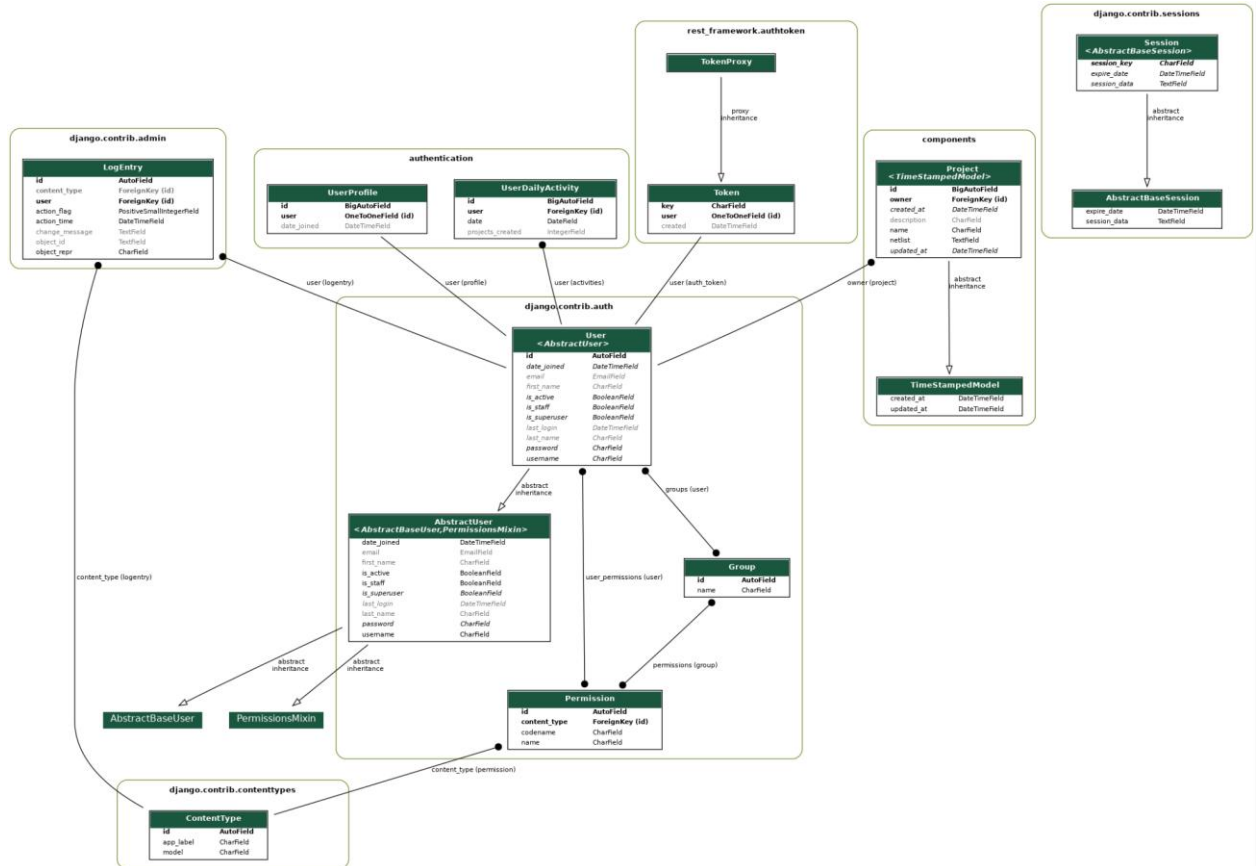 django.contrib.sessions
Session
<AbstractBaseSession>
session_key CharField
expire_date DateTimeField
session_data TextField
abstract
inheritance
AbstractBaseSession
expire_date DateTimeField
session_data TextField
rest_framework.authtoken
TokenProxy
proxy
inheritance
Token
key CharField
user OneToOneField (id)
created DateTimeField
django.contrib.admin
LogEntry
id AutoField
content_type ForeignKey (id)
user ForeignKey (id)
action_flag PositiveSmallIntegerField
action_time DateTimeField
change_message TextField
object_id TextField
object_repr CharField
authentication
UserProfile
id BigAutoField
user OneToOneField (id)
date_joined DateTimeField
UserDailyActivity
id BigAutoField
user ForeignKey (id)
date DateField
projects_created IntegerField
components
Project
<TimeStampedModel>
id BigAutoField
owner ForeignKey (id)
created_at DateTimeField
description CharField
name CharField
netlist TextField
updated_at DateTimeField
abstract
inheritance
TimeStampedModel
created_at DateTimeField
updated_at DateTimeField
user (logentry)
user (profile)
user (activities)
user (auth_token)
owner (project)
django.contrib.auth
User
<AbstractUser>
id AutoField
date_joined DateTimeField
email EmailField
first_name CharField
is_active BooleanField
is_staff BooleanField
is_superuser BooleanField
last_login DateTimeField
last_name CharField
password CharField
username CharField
abstract
inheritance
groups (user)
AbstractUser
<AbstractBaseUser,PermissionsMixin>
date_joined DateTimeField
email EmailField
first_name CharField
is_active BooleanField
is_staff BooleanField
is_superuser BooleanField
last_login DateTimeField
last_name CharField
password CharField
username CharField
content_type (logentry)
user_permissions (user)
Group
id AutoField
name CharField
permissions (group)
abstract
inheritance
abstract
inheritance
AbstractBaseUser
PermissionsMixin
Permission
id AutoField
content_type ForeignKey (id)
codename CharField
name CharField
content_type (permission)
django.contrib.contenttypes
ContentType
id AutoField
app_label CharField
model CharField